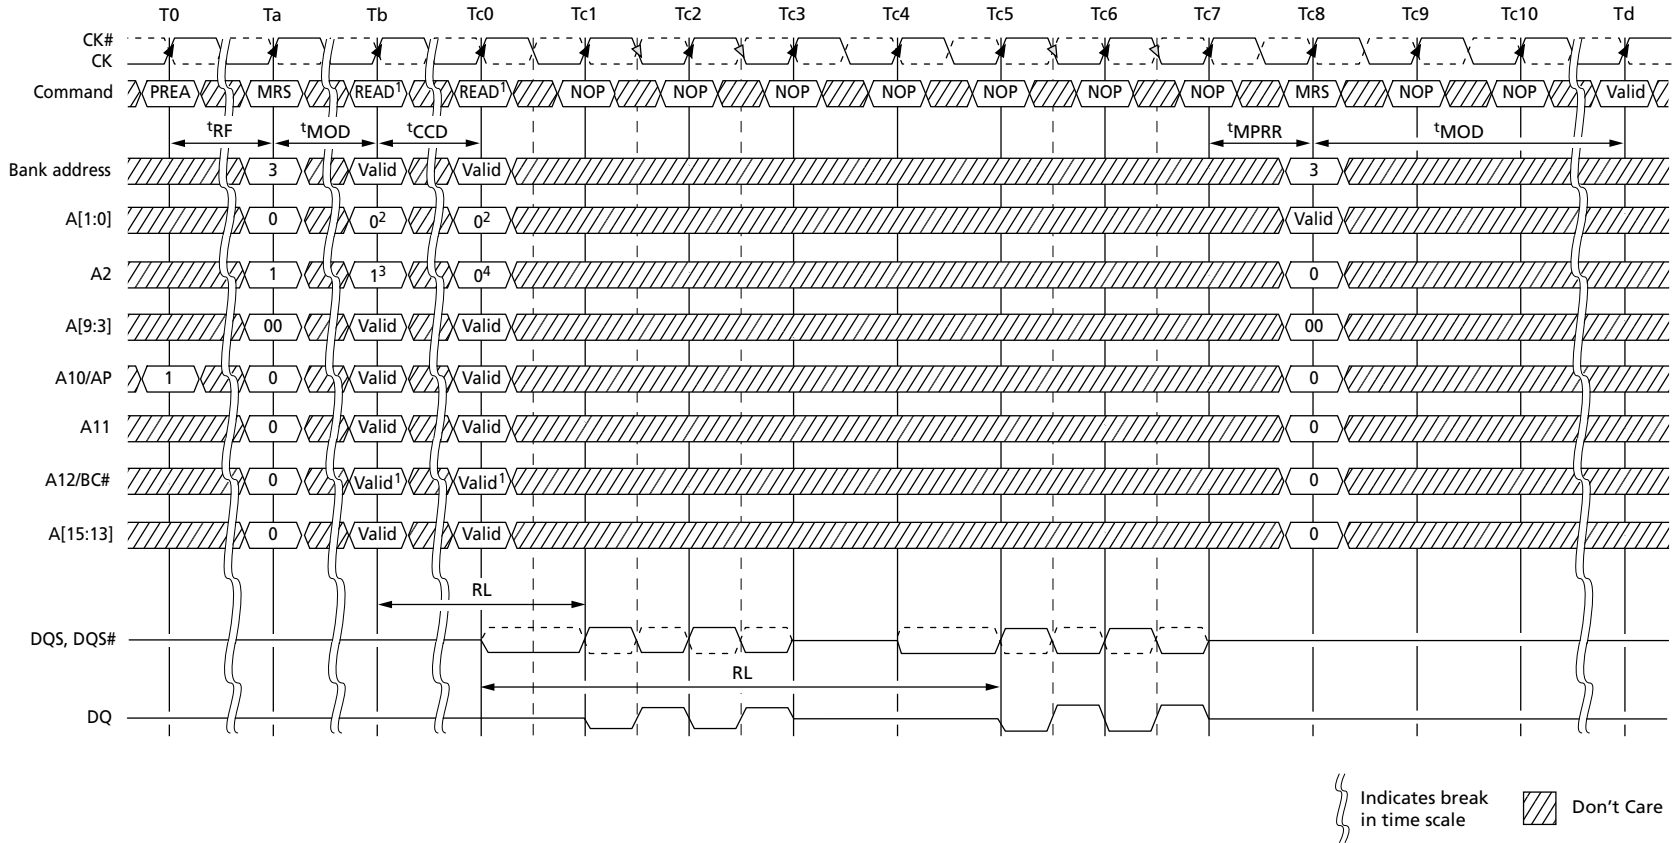 T0 Ta Tb Tc0 Tc1 Tc2 Tc3 Tc4 Tc5 Tc6 Tc7 Tc8 Tc9 Tc10 Td
CK#
CK
Command PREA MRS READ¹ READ¹ NOP NOP NOP NOP NOP NOP NOP MRS NOP NOP Valid
tRF tMOD tCCD tMPRR tMOD
Bank address 3 Valid Valid 3
A[1:0] 0 0² 0² Valid
A2 1 1³ 0⁴ 0
A[9:3] 00 Valid Valid 00
A10/AP 1 0 Valid Valid 0
A11 0 Valid Valid 0
A12/BC# 0 Valid¹ Valid¹ 0
A[15:13] 0 Valid Valid 0
RL
DQS, DQS#
RL
DQ
Indicates break
in time scale
Don't Care